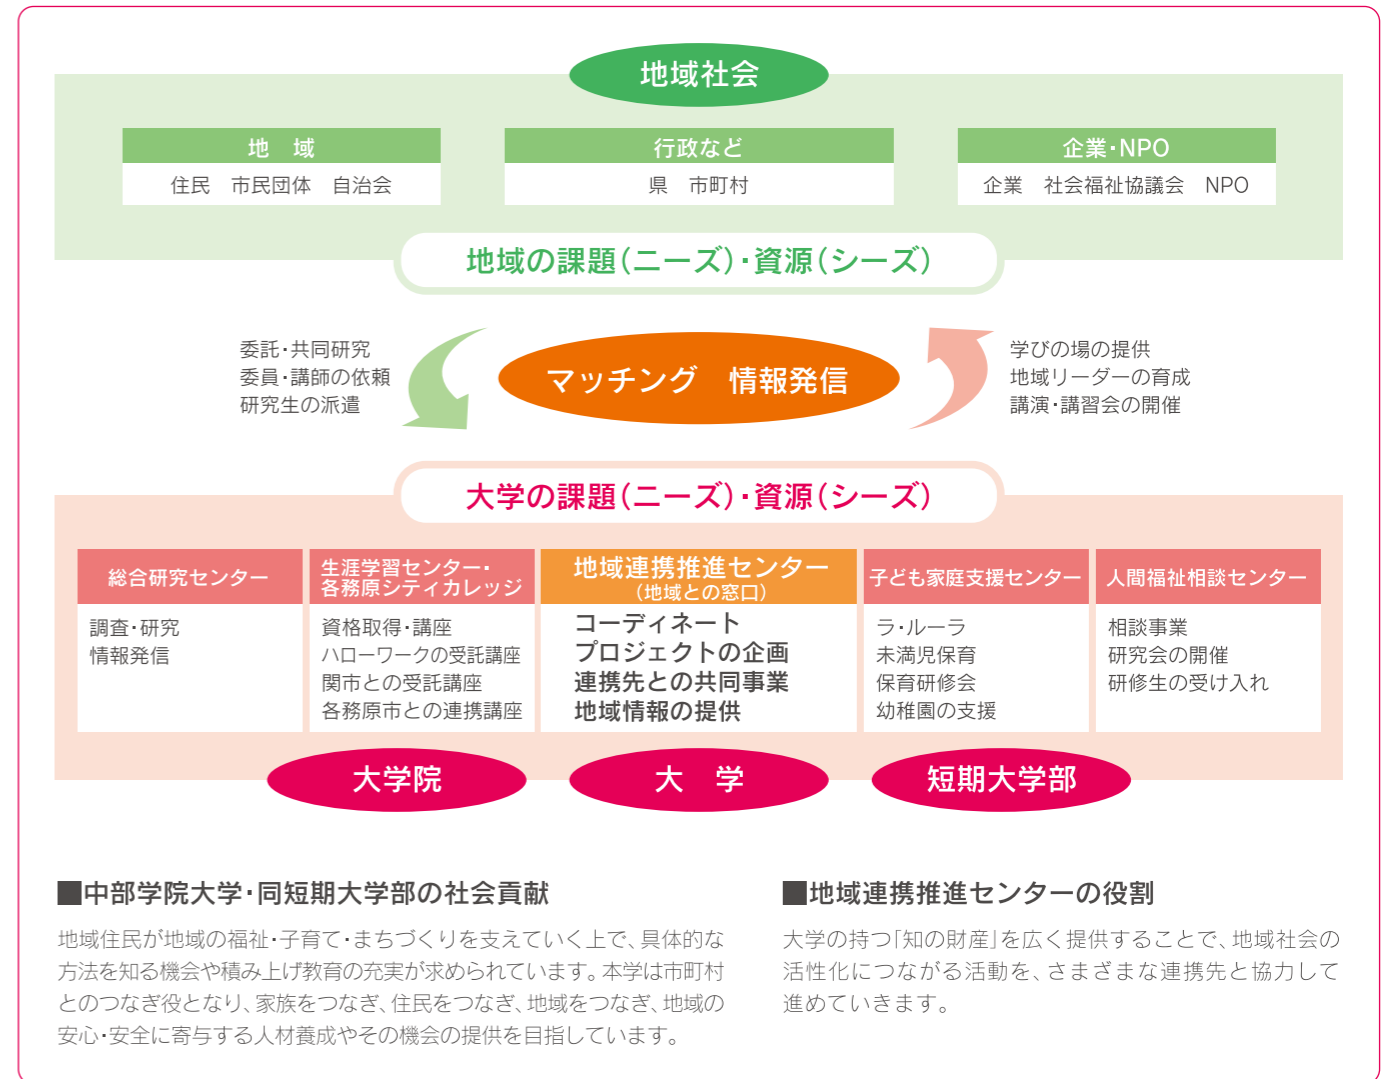 地域社会
地　域
住民　市民団体　自治会
行政など
県　市町村
企業・NPO
企業　社会福祉協議会　NPO
地域の課題（ニーズ）・資源（シーズ）
委託・共同研究
委員・講師の依頼
研究生の派遣
マッチング　情報発信
学びの場の提供
地域リーダーの育成
講演・講習会の開催
大学の課題（ニーズ）・資源（シーズ）
総合研究センター
調査・研究
情報発信
生涯学習センター・
各務原シティカレッジ
資格取得・講座
ハローワークの受託講座
関市との受託講座
各務原市との連携講座
地域連携推進センター
（地域との窓口）
コーディネート
プロジェクトの企画
連携先との共同事業
地域情報の提供
子ども家庭支援センター
ラ・ルーラ
未満児保育
保育研修会
幼稚園の支援
人間福祉相談センター
相談事業
研究会の開催
研修生の受け入れ
大学院
大　学
短期大学部
■中部学院大学・同短期大学部の社会貢献
地域住民が地域の福祉・子育て・まちづくりを支えていく上で、具体的な
方法を知る機会や積み上げ教育の充実が求められています。本学は市町村
とのつなぎ役となり、家族をつなぎ、住民をつなぎ、地域をつなぎ、地域の
安心・安全に寄与する人材養成やその機会の提供を目指しています。
■地域連携推進センターの役割
大学の持つ「知の財産」を広く提供することで、地域社会の
活性化につながる活動を、さまざまな連携先と協力して
進めていきます。